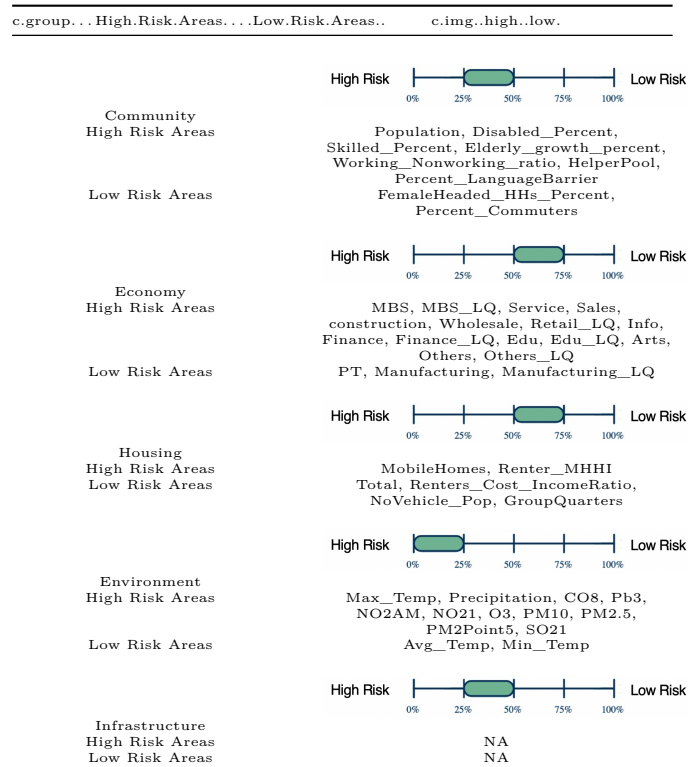 c.group...High.Risk.Areas....Low.Risk.Areas.. c.img..high..low.
High Risk Low Risk
0% 25% 50% 75% 100%
Community
High Risk Areas Population, Disabled_Percent,
Skilled_Percent, Elderly_growth_percent,
Working_Nonworking_ratio, HelperPool,
Percent_LanguageBarrier
Low Risk Areas FemaleHeaded_HHs_Percent,
Percent_Commuters
High Risk Low Risk
0% 25% 50% 75% 100%
Economy
High Risk Areas MBS, MBS_LQ, Service, Sales,
construction, Wholesale, Retail_LQ, Info,
Finance, Finance_LQ, Edu, Edu_LQ, Arts,
Others, Others_LQ
Low Risk Areas PT, Manufacturing, Manufacturing_LQ
High Risk Low Risk
0% 25% 50% 75% 100%
Housing
High Risk Areas MobileHomes, Renter_MHHI
Low Risk Areas Total, Renters_Cost_IncomeRatio,
NoVehicle_Pop, GroupQuarters
High Risk Low Risk
0% 25% 50% 75% 100%
Environment
High Risk Areas Max_Temp, Precipitation, CO8, Pb3,
NO2AM, NO21, O3, PM10, PM2.5,
PM2Point5, SO21
Low Risk Areas Avg_Temp, Min_Temp
High Risk Low Risk
0% 25% 50% 75% 100%
Infrastructure
High Risk Areas NA
Low Risk Areas NA